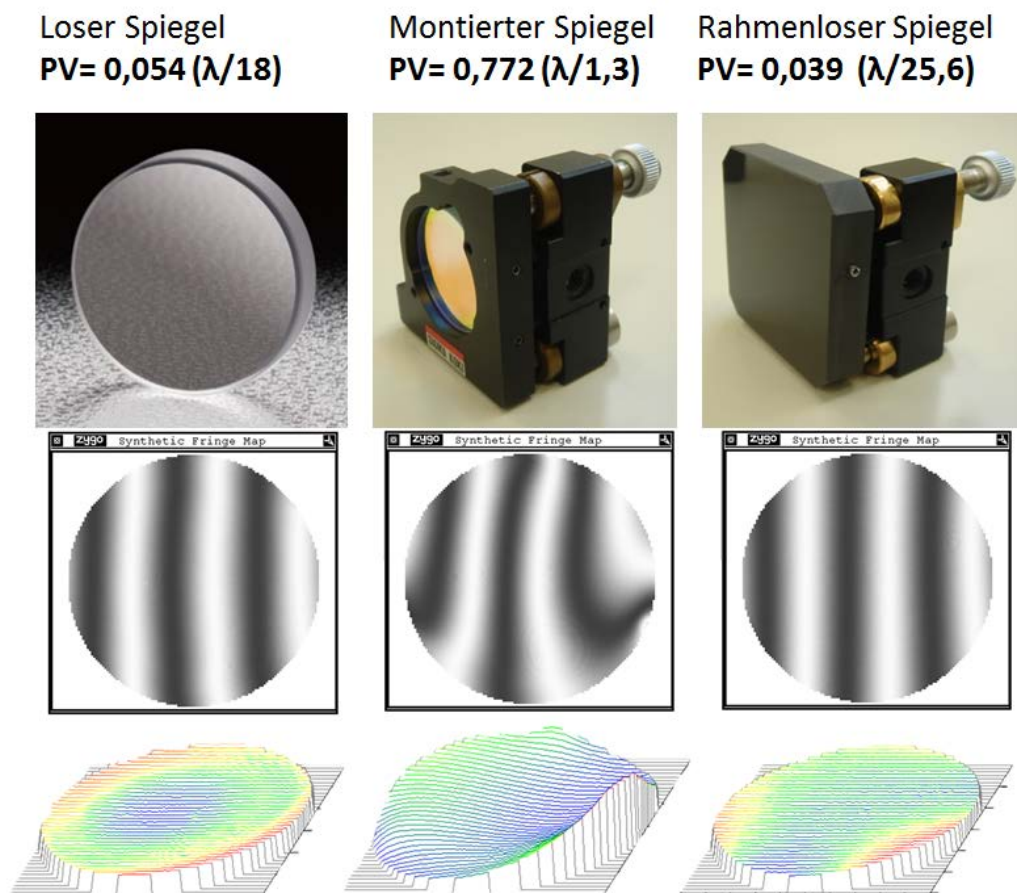 Loser Spiegel
PV= 0,054 (λ/18)
Montierter Spiegel
PV= 0,772 (λ/1,3)
Rahmenloser Spiegel
PV= 0,039 (λ/25,6)
zygo Synthetic Fringe Map
zygo Synthetic Fringe Map
zygo Synthetic Fringe Map